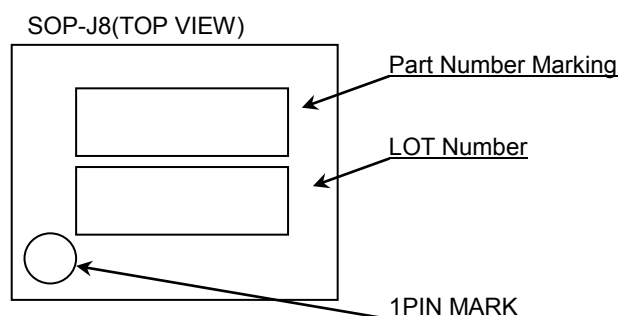 SOP-J8(TOP VIEW)
Part Number Marking
LOT Number
1PIN MARK